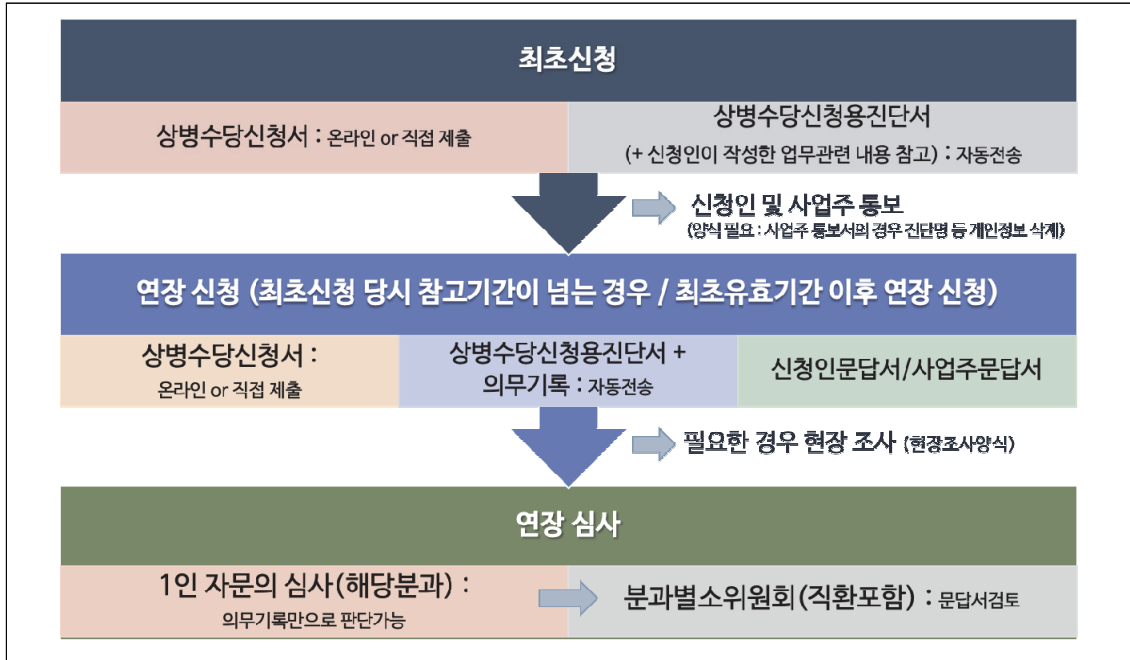 최초신청
상병수당신청서 : 온라인 or 직접 제출
상병수당신청용진단서
(+ 신청인이 작성한 업무관련 내용 참고) : 자동전송
신청인 및 사업주 통보
(양식 필요 : 사업주 통보서의 경우 진단명 등 개인정보 삭제)
연장 신청 (최초신청 당시 참고기간이 넘는 경우 / 최초유효기간 이후 연장 신청)
상병수당신청서 :
온라인 or 직접 제출
상병수당신청용진단서 +
의무기록 : 자동전송
신청인문답서/사업주문답서
필요한 경우 현장 조사 (현장조사양식)
연장 심사
1인 자문의 심사(해당분과) :
의무기록만으로 판단가능
분과별소위원회(직환포함) : 문답서검토